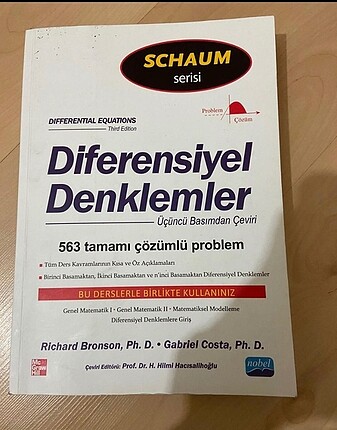 SCHAUM
serisi
Problem
Çözüm
DIFFERENTIAL EQUATIONS
Third Edition
Diferensiyel
Denklemler
Üçüncü Basımdan Çeviri
563 tamamı çözümlü problem
• Tüm Ders Kavramlarının Kısa ve Öz Açıklamaları
• Birinci Basamaktan, İkinci Basamaktan ve n'inci Basamaktan Diferensiyel Denklemler
BU DERSLERLE BİRLİKTE KULLANINIZ
Genel Matematik I • Genel Matematik II • Matematiksel Modelleme
Diferensiyel Denklemlere Giriş
Richard Bronson, Ph. D. • Gabriel Costa, Ph. D.
Çeviri Editörü: Prof. Dr. H. Hilmi Hacısalihoğlu
Mc
Graw
Hill
nobel